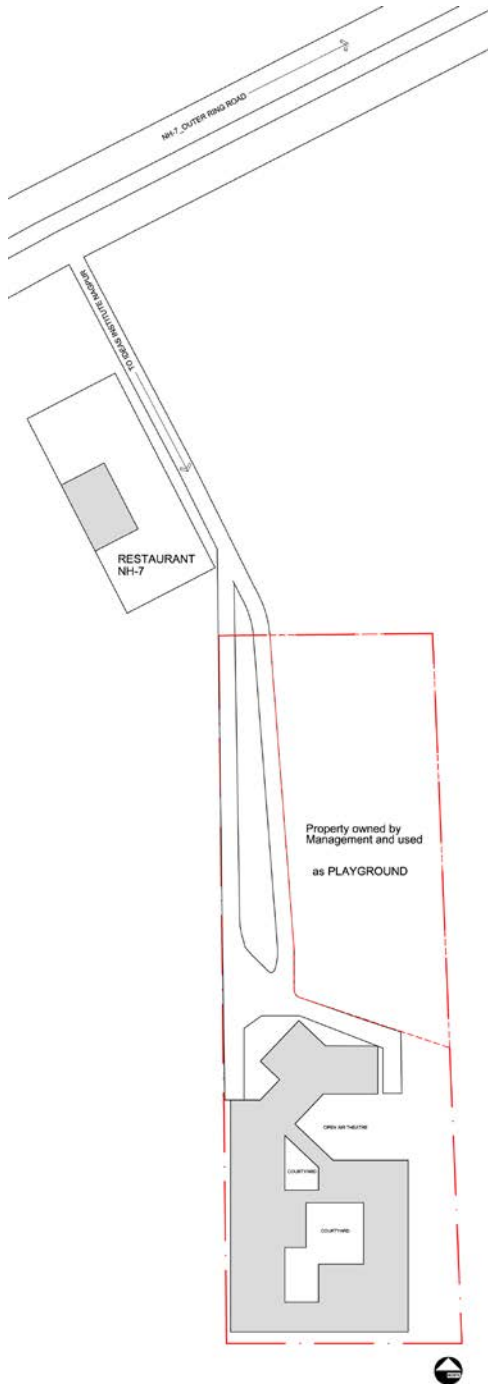 NH-7_OUTER RING ROAD
TO IDEAS INSTITUTE NAGPUR
RESTAURANT
NH-7
Property owned by
Management and used
as PLAYGROUND
OPEN AIR THEATRE
COURTYARD
COURTYARD
NORTH